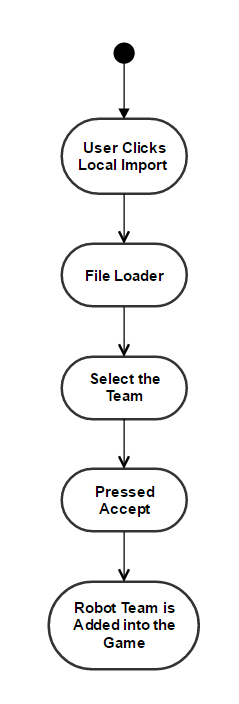 User Clicks
Local Import
File Loader
Select the
Team
Pressed
Accept
Robot Team is
Added into the
Game